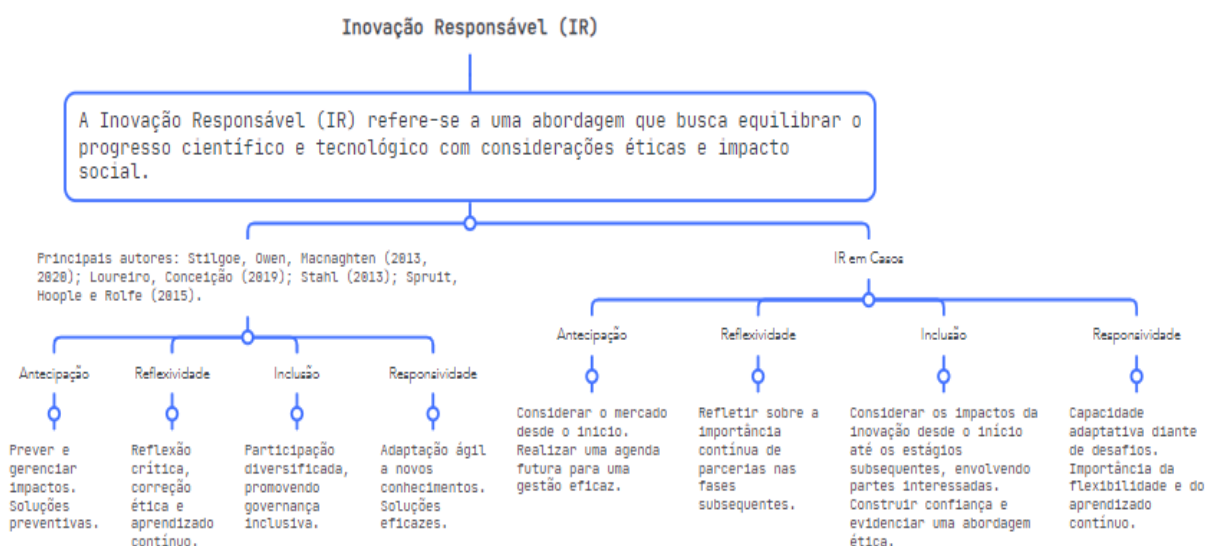 Inovação Responsável (IR)
A Inovação Responsável (IR) refere-se a uma abordagem que busca equilibrar o
progresso científico e tecnológico com considerações éticas e impacto
social.
Principais autores: Stilgoe, Owen, Macnaghten (2013,
2020); Loureiro, Conceição (2019); Stahl (2013); Spruit,
Hoople e Rolfe (2015).
Antecipação
Prever e
gerenciar
impactos.
Soluções
preventivas.
Reflexividade
Reflexão
crítica,
correção
ética e
aprendizado
contínuo.
Inclusão
Participação
diversificada,
promovendo
governança
inclusiva.
Responsividade
Adaptação ágil
a novos
conhecimentos.
Soluções
eficazes.
IR em Casos
Antecipação
Considerar o mercado
desde o início.
Realizar uma agenda
futura para uma
gestão eficaz.
Reflexividade
Refletir sobre a
importância
contínua de
parcerias nas
fases
subsequentes.
Inclusão
Considerar os impactos da
inovação desde o início
até os estágios
subsequentes, envolvendo
partes interessadas.
Construir confiança e
evidenciar uma abordagem
ética.
Responsividade
Capacidade
adaptativa diante
de desafios.
Importância da
flexibilidade e do
aprendizado
contínuo.